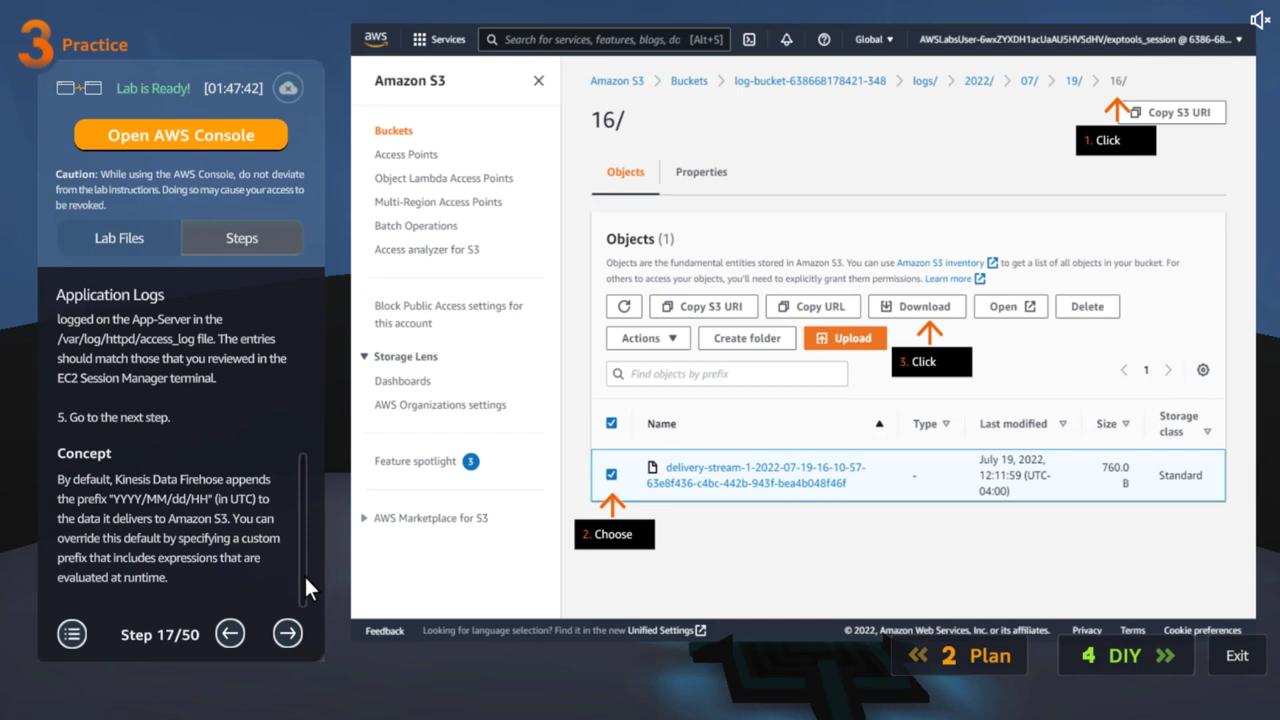 3 Practice
Lab is Ready! [01:47:42]
Open AWS Console
Caution: While using the AWS Console, do not deviate
from the lab instructions. Doing so may cause your access to
be revoked.
Lab Files
Steps
Application Logs
logged on the App-Server in the
/var/log/httpd/access_log file. The entries
should match those that you reviewed in the
EC2 Session Manager terminal.
5. Go to the next step.
Concept
By default, Kinesis Data Firehose appends
the prefix "YYYY/MM/dd/HH" (in UTC) to
the data it delivers to Amazon S3. You can
override this default by specifying a custom
prefix that includes expressions that are
evaluated at runtime.
Step 17/50
aws
Services
Search for services, features, blogs, dc [Alt+S]
Global
AWSLabsUser-6wxZYXDH1acUaAU5HV5dHV/exptools_session @ 6386-68...
Amazon S3
Buckets
Access Points
Object Lambda Access Points
Multi-Region Access Points
Batch Operations
Access analyzer for S3
Block Public Access settings for
this account
Storage Lens
Dashboards
AWS Organizations settings
Feature spotlight 3
AWS Marketplace for S3
Amazon S3 > Buckets > log-bucket-638668178421-348 > logs/ > 2022/ > 07/ > 19/ > 16/
16/
Copy S3 URI
1. Click
Objects
Properties
Objects (1)
Objects are the fundamental entities stored in Amazon S3. You can use Amazon S3 inventory to get a list of all objects in your bucket. For
others to access your objects, you'll need to explicitly grant them permissions. Learn more
Copy S3 URI
Copy URL
Download
Open
Delete
Actions
Create folder
Upload
3. Click
Find objects by prefix
1
Name
Type
Last modified
Size
Storage
class
delivery-stream-1-2022-07-19-16-10-57-
63e8f436-c4bc-442b-943f-bea4b048f46f
-
July 19, 2022,
12:11:59 (UTC-
04:00)
760.0
B
Standard
2. Choose
Feedback
Looking for language selection? Find it in the new Unified Settings
© 2022, Amazon Web Services, Inc. or its affiliates.
Privacy
Terms
Cookie preferences
2 Plan
4 DIY
Exit